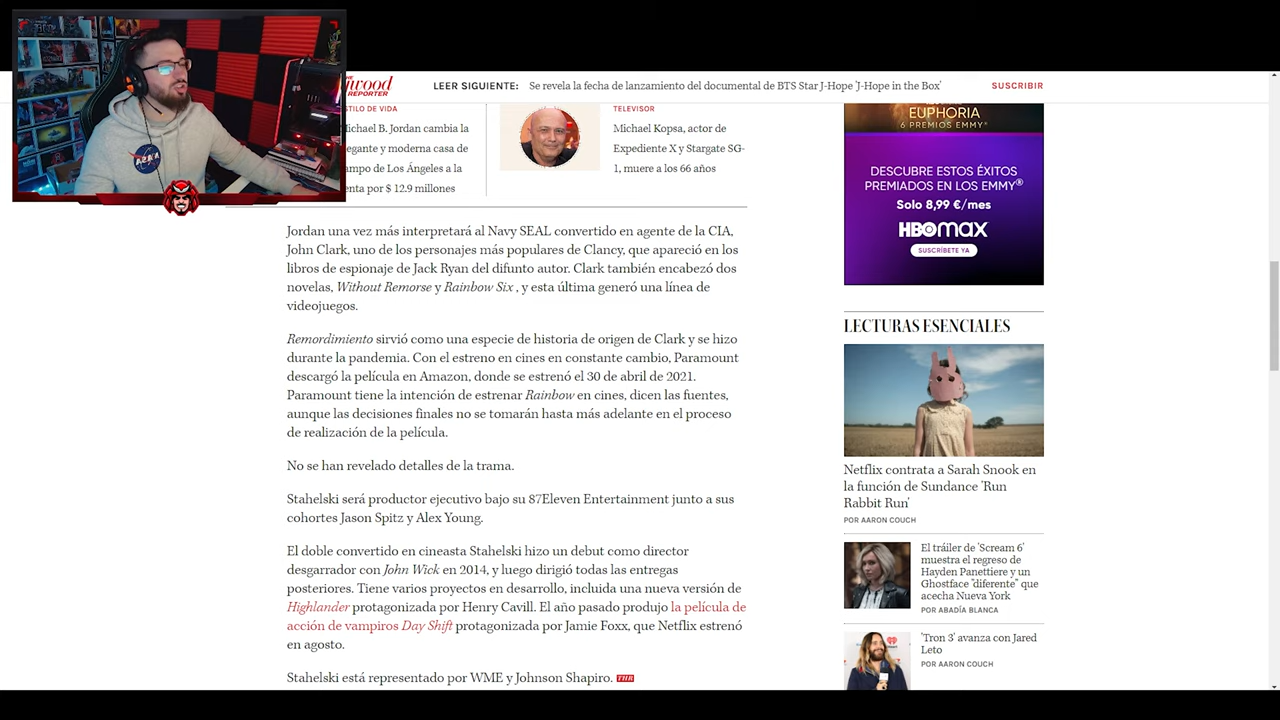 NASA
wood
REPORTER
LEER SIGUIENTE:
Se revela la fecha de lanzamiento del documental de BTS Star J-Hope 'J-Hope in the Box'
SUSCRIBIR
STILO DE VIDA
ichael B. Jordan cambia la
egante y moderna casa de
ampo de Los Ángeles a la
enta por $ 12.9 millones
TELEVISOR
Michael Kopsa, actor de
Expediente X y Stargate SG-
1, muere a los 66 años
Jordan una vez más interpretará al Navy SEAL convertido en agente de la CIA,
John Clark, uno de los personajes más populares de Clancy, que apareció en los
libros de espionaje de Jack Ryan del difunto autor. Clark también encabezó dos
novelas, Without Remorse y Rainbow Six , y esta última generó una línea de
videojuegos.
Remordimiento sirvió como una especie de historia de origen de Clark y se hizo
durante la pandemia. Con el estreno en cines en constante cambio, Paramount
descargó la película en Amazon, donde se estrenó el 30 de abril de 2021.
Paramount tiene la intención de estrenar Rainbow en cines, dicen las fuentes,
aunque las decisiones finales no se tomarán hasta más adelante en el proceso
de realización de la película.
No se han revelado detalles de la trama.
Stahelski será productor ejecutivo bajo su 87Eleven Entertainment junto a sus
cohortes Jason Spitz y Alex Young.
El doble convertido en cineasta Stahelski hizo un debut como director
desgarrador con John Wick en 2014, y luego dirigió todas las entregas
posteriores. Tiene varios proyectos en desarrollo, incluida una nueva versión de
Highlander protagonizada por Henry Cavill. El año pasado produjo la película de
acción de vampiros Day Shift protagonizada por Jamie Foxx, que Netflix estrenó
en agosto.
Stahelski está representado por WME y Johnson Shapiro. THR
EUPHORIA
6 PREMIOS EMMY®
DESCUBRE ESTOS ÉXITOS
PREMIADOS EN LOS EMMY®
Solo 8,99 €/mes
HBOMAX
SUSCRÍBETE YA
LECTURAS ESENCIALES
Netflix contrata a Sarah Snook en
la función de Sundance 'Run
Rabbit Run'
POR AARON COUCH
El tráiler de 'Scream 6'
muestra el regreso de
Hayden Panettiere y un
Ghostface "diferente" que
acecha Nueva York
POR ABADÍA BLANCA
'Tron 3' avanza con Jared
Leto
POR AARON COUCH